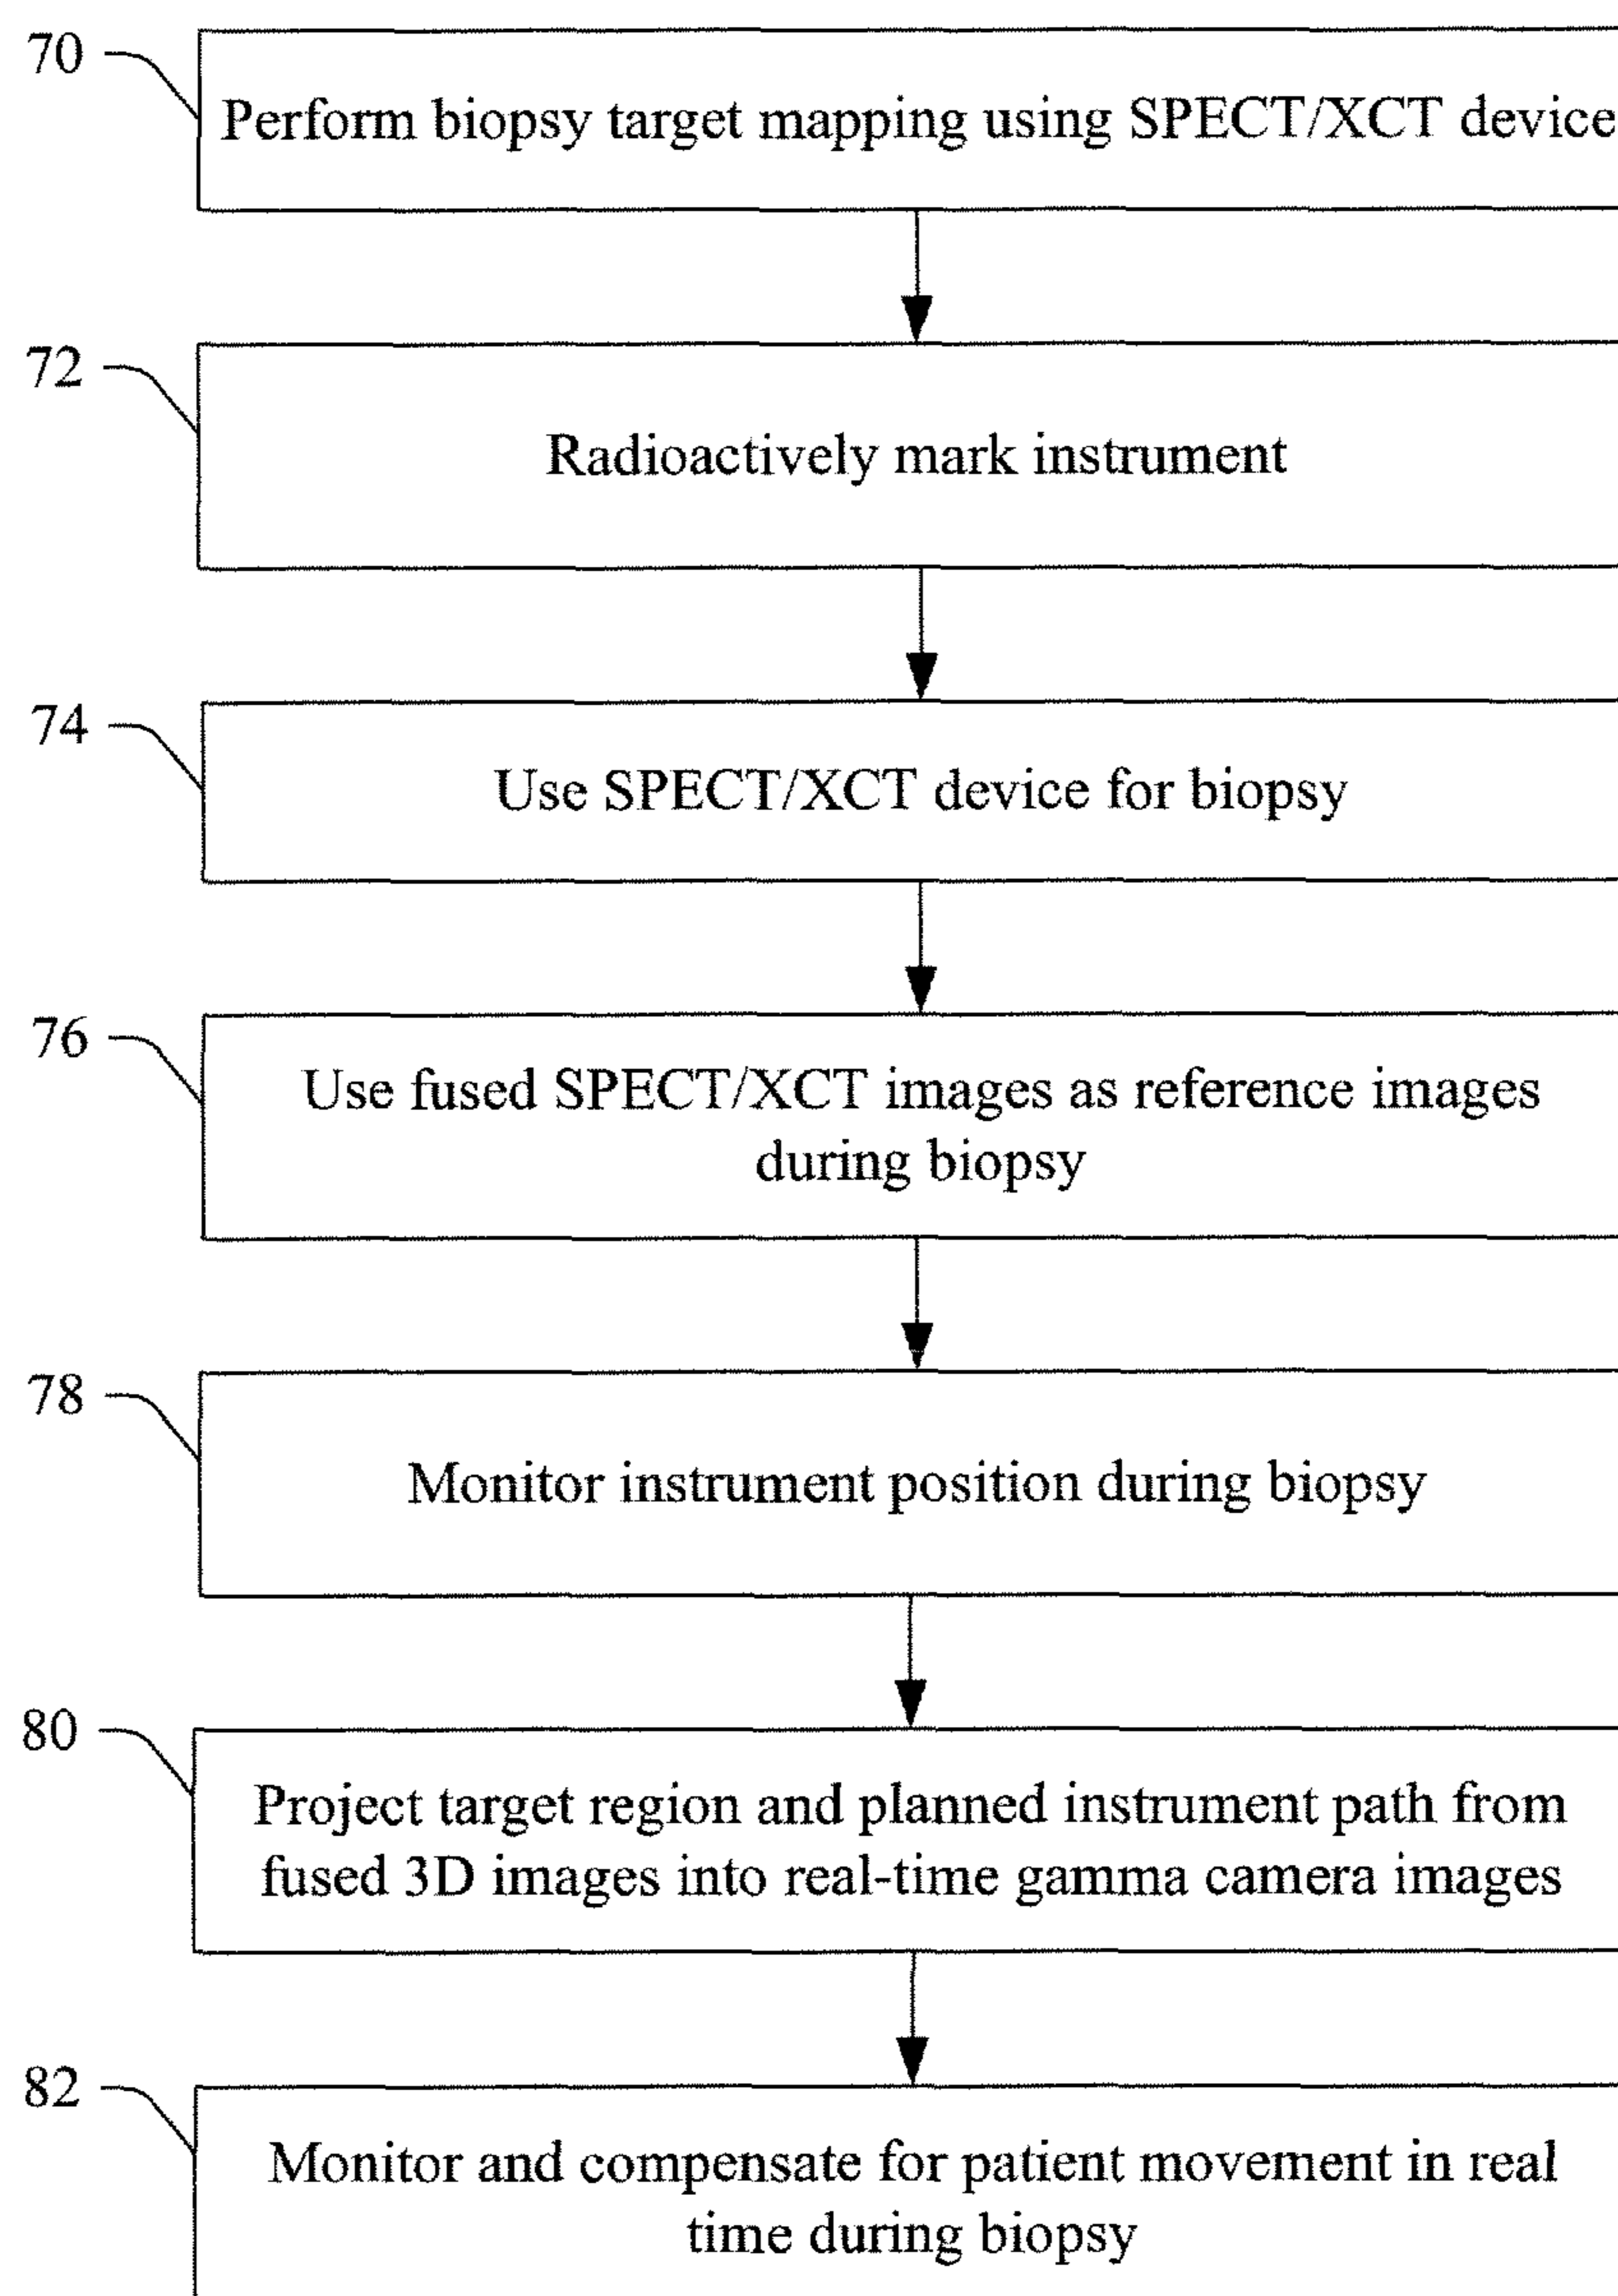 70
Perform biopsy target mapping using SPECT/XCT device
72
Radioactively mark instrument
74
Use SPECT/XCT device for biopsy
76
Use fused SPECT/XCT images as reference images
during biopsy
78
Monitor instrument position during biopsy
80
Project target region and planned instrument path from
fused 3D images into real-time gamma camera images
82
Monitor and compensate for patient movement in real
time during biopsy